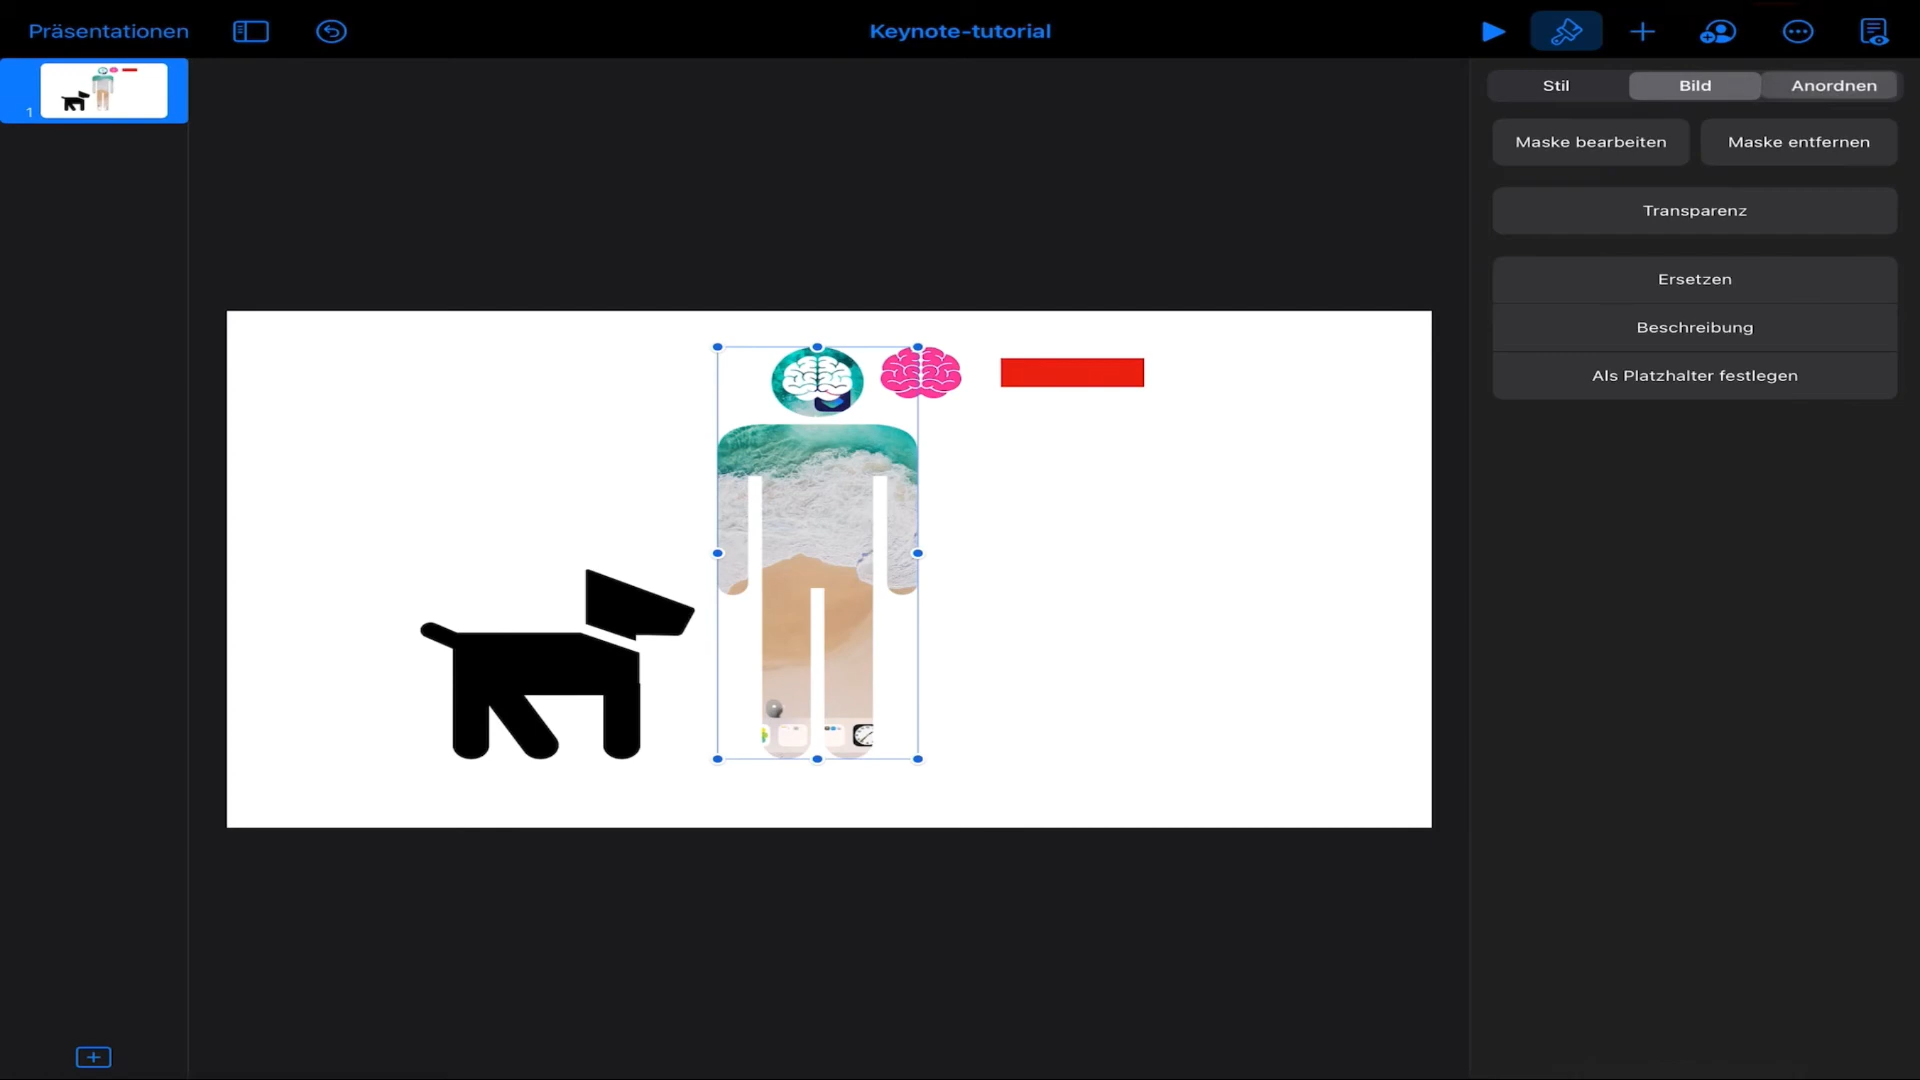 Präsentationen
Keynote-tutorial
1
Stil
Bild
Anordnen
Maske bearbeiten
Maske entfernen
Transparenz
Ersetzen
Beschreibung
Als Platzhalter festlegen